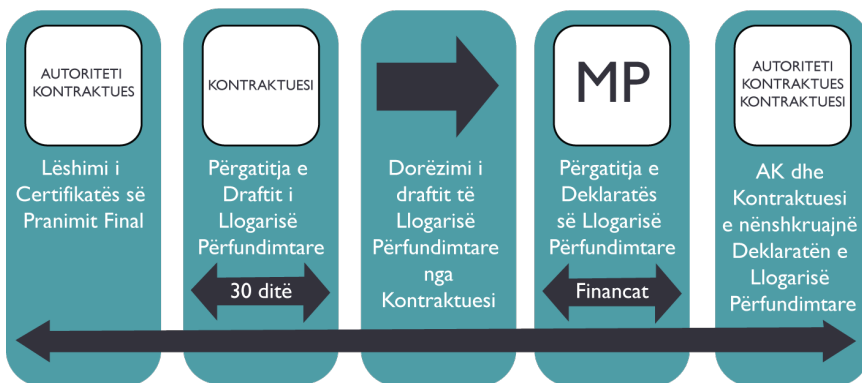 AUTORITETI
KONTRAKTUES
Lëshimi i
Certifikatës së
Pranimit Final
KONTRAKTUESI
Përgatitja e
Draftit i
Llogarisë
Përfundimtare
30 ditë
Dorëzimi i
draftit të
Llogarisë
Përfundimtare
nga
Kontraktuesi
MP
Përgatitja e
Deklaratës
së Llogarisë
Përfundimtare
Financat
AUTORITETI
KONTRAKTUES
KONTRAKTUESI
AK dhe
Kontraktuesi
e nënshkruajnë
Deklaratën e
Llogarisë
Përfundimtare